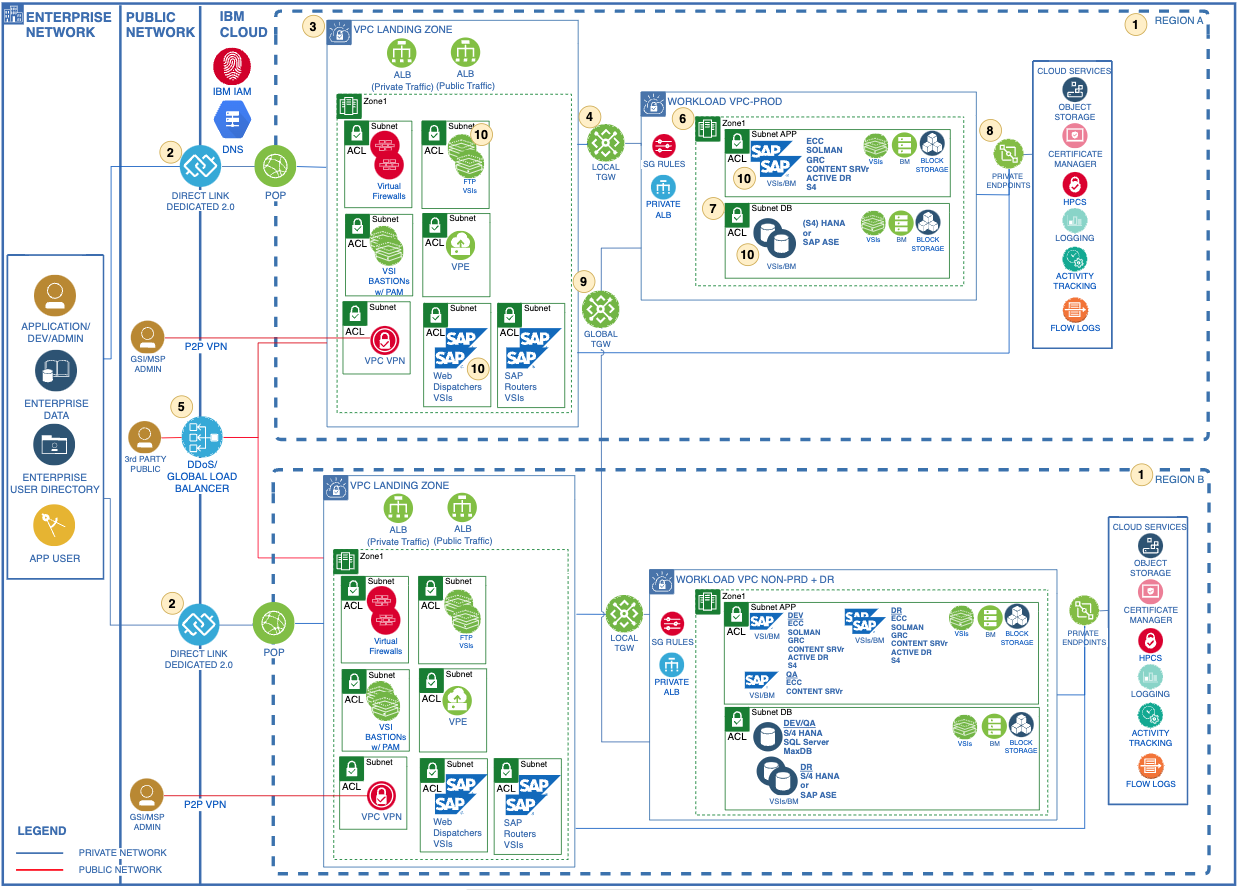 ENTERPRISE
NETWORK
PUBLIC
NETWORK
IBM
CLOUD
IBM IAM
DNS
2
DIRECT LINK
DEDICATED 2.0
POP
APPLICATION/
DEV/ADMIN
ENTERPRISE
DATA
ENTERPRISE
USER DIRECTORY
APP USER
GSI/MSP
ADMIN
P2P VPN
5
3rd PARTY
PUBLIC
DDoS/
GLOBAL LOAD
BALANCER
2
DIRECT LINK
DEDICATED 2.0
POP
GSI/MSP
ADMIN
P2P VPN
LEGEND
PRIVATE NETWORK
PUBLIC NETWORK
1
REGION A
3
VPC LANDING ZONE
ALB
(Private Traffic)
ALB
(Public Traffic)
Zone1
Subnet
ACL
Virtual
Firewalls
Subnet
10
ACL
FTP
VSIs
Subnet
ACL
VSI
BASTIONs
w/ PAM
Subnet
ACL
VPE
Subnet
ACL
VPC VPN
Subnet
ACL
SAP
SAP
10
Web
Dispatchers
VSIs
Subnet
ACL
SAP
SAP
SAP
Routers
VSIs
4
LOCAL
TGW
9
GLOBAL
TGW
WORKLOAD VPC-PROD
6
SG RULES
PRIVATE
ALB
Zone1
Subnet APP
ACL
SAP
SAP
10
VSIs/BM
ECC
SOLMAN
GRC
CONTENT SRVr
ACTIVE DR
S4
VSIs
BM
BLOCK
STORAGE
7
Subnet DB
ACL
10
VSIs/BM
(S4) HANA
or
SAP ASE
VSIs
BM
BLOCK
STORAGE
8
PRIVATE
ENDPOINTS
CLOUD SERVICES
OBJECT
STORAGE
CERTIFICATE
MANAGER
HPCS
LOGGING
ACTIVITY
TRACKING
FLOW LOGS
1
REGION B
VPC LANDING ZONE
ALB
(Private Traffic)
ALB
(Public Traffic)
Zone1
Subnet
ACL
Virtual
Firewalls
Subnet
ACL
FTP
VSIs
Subnet
ACL
VSI
BASTIONs
w/ PAM
Subnet
ACL
VPE
Subnet
ACL
VPC VPN
Subnet
ACL
SAP
SAP
Web
Dispatchers
VSIs
Subnet
ACL
SAP
SAP
SAP
Routers
VSIs
LOCAL
TGW
WORKLOAD VPC NON-PRD + DR
SG RULES
PRIVATE
ALB
Zone1
Subnet APP
ACL
SAP
VSI/BM
DEV
ECC
SOLMAN
GRC
CONTENT SRVr
ACTIVE DR
S4
SAP
VSI/BM
QA
ECC
CONTENT SRVr
SAP
SAP
VSIs/BM
DR
ECC
SOLMAN
GRC
CONTENT SRVr
ACTIVE DR
S4
VSIs
BM
BLOCK
STORAGE
Subnet DB
ACL
DEV/QA
S/4 HANA
SQL Server
MaxDB
VSIs/BM
DR
S/4 HANA
or
SAP ASE
VSIs
BM
BLOCK
STORAGE
PRIVATE
ENDPOINTS
CLOUD SERVICES
OBJECT
STORAGE
CERTIFICATE
MANAGER
HPCS
LOGGING
ACTIVITY
TRACKING
FLOW LOGS